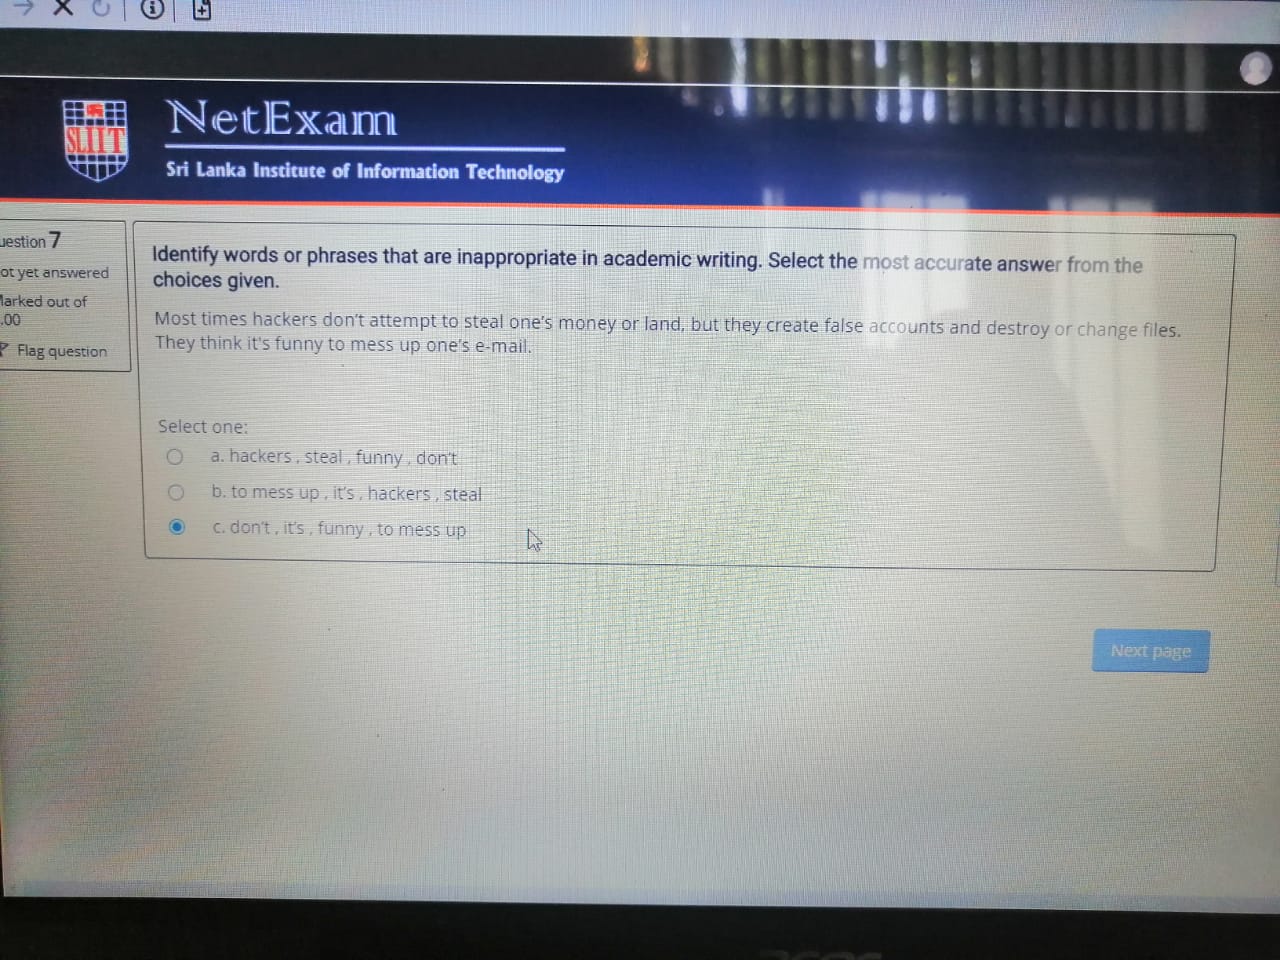 SLIIT
NetExam
Sri Lanka Institute of Information Technology
uestion 7
ot yet answered
arked out of
.00
Flag question
Identify words or phrases that are inappropriate in academic writing. Select the most accurate answer from the
choices given.
Most times hackers don't attempt to steal one's money or land, but they create false accounts and destroy or change files.
They think it's funny to mess up one's e-mail.
Select one:
a. hackers , steal , funny , don't
b. to mess up , it's , hackers , steal
c. don't , it's , funny , to mess up
Next page